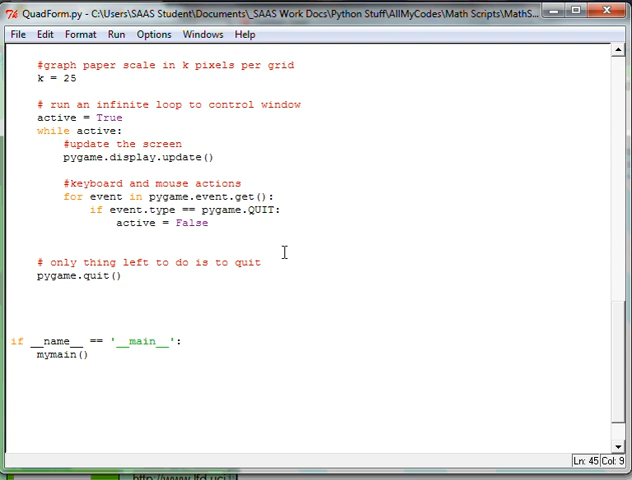 QuadForm.py - C:\Users\SAAS Student\Documents\_SAAS Work Docs\Python Stuff\AllMyCodes\Math Scripts\MathS...
File Edit Format Run Options Windows Help
#graph paper scale in k pixels per grid
k = 25
# run an infinite loop to control window
active = True
while active:
#update the screen
pygame.display.update()
#keyboard and mouse actions
for event in pygame.event.get():
if event.type == pygame.QUIT:
active = False
# only thing left to do is to quit
pygame.quit()
if __name__ == '__main__':
mymain()
Ln: 45 Col: 9